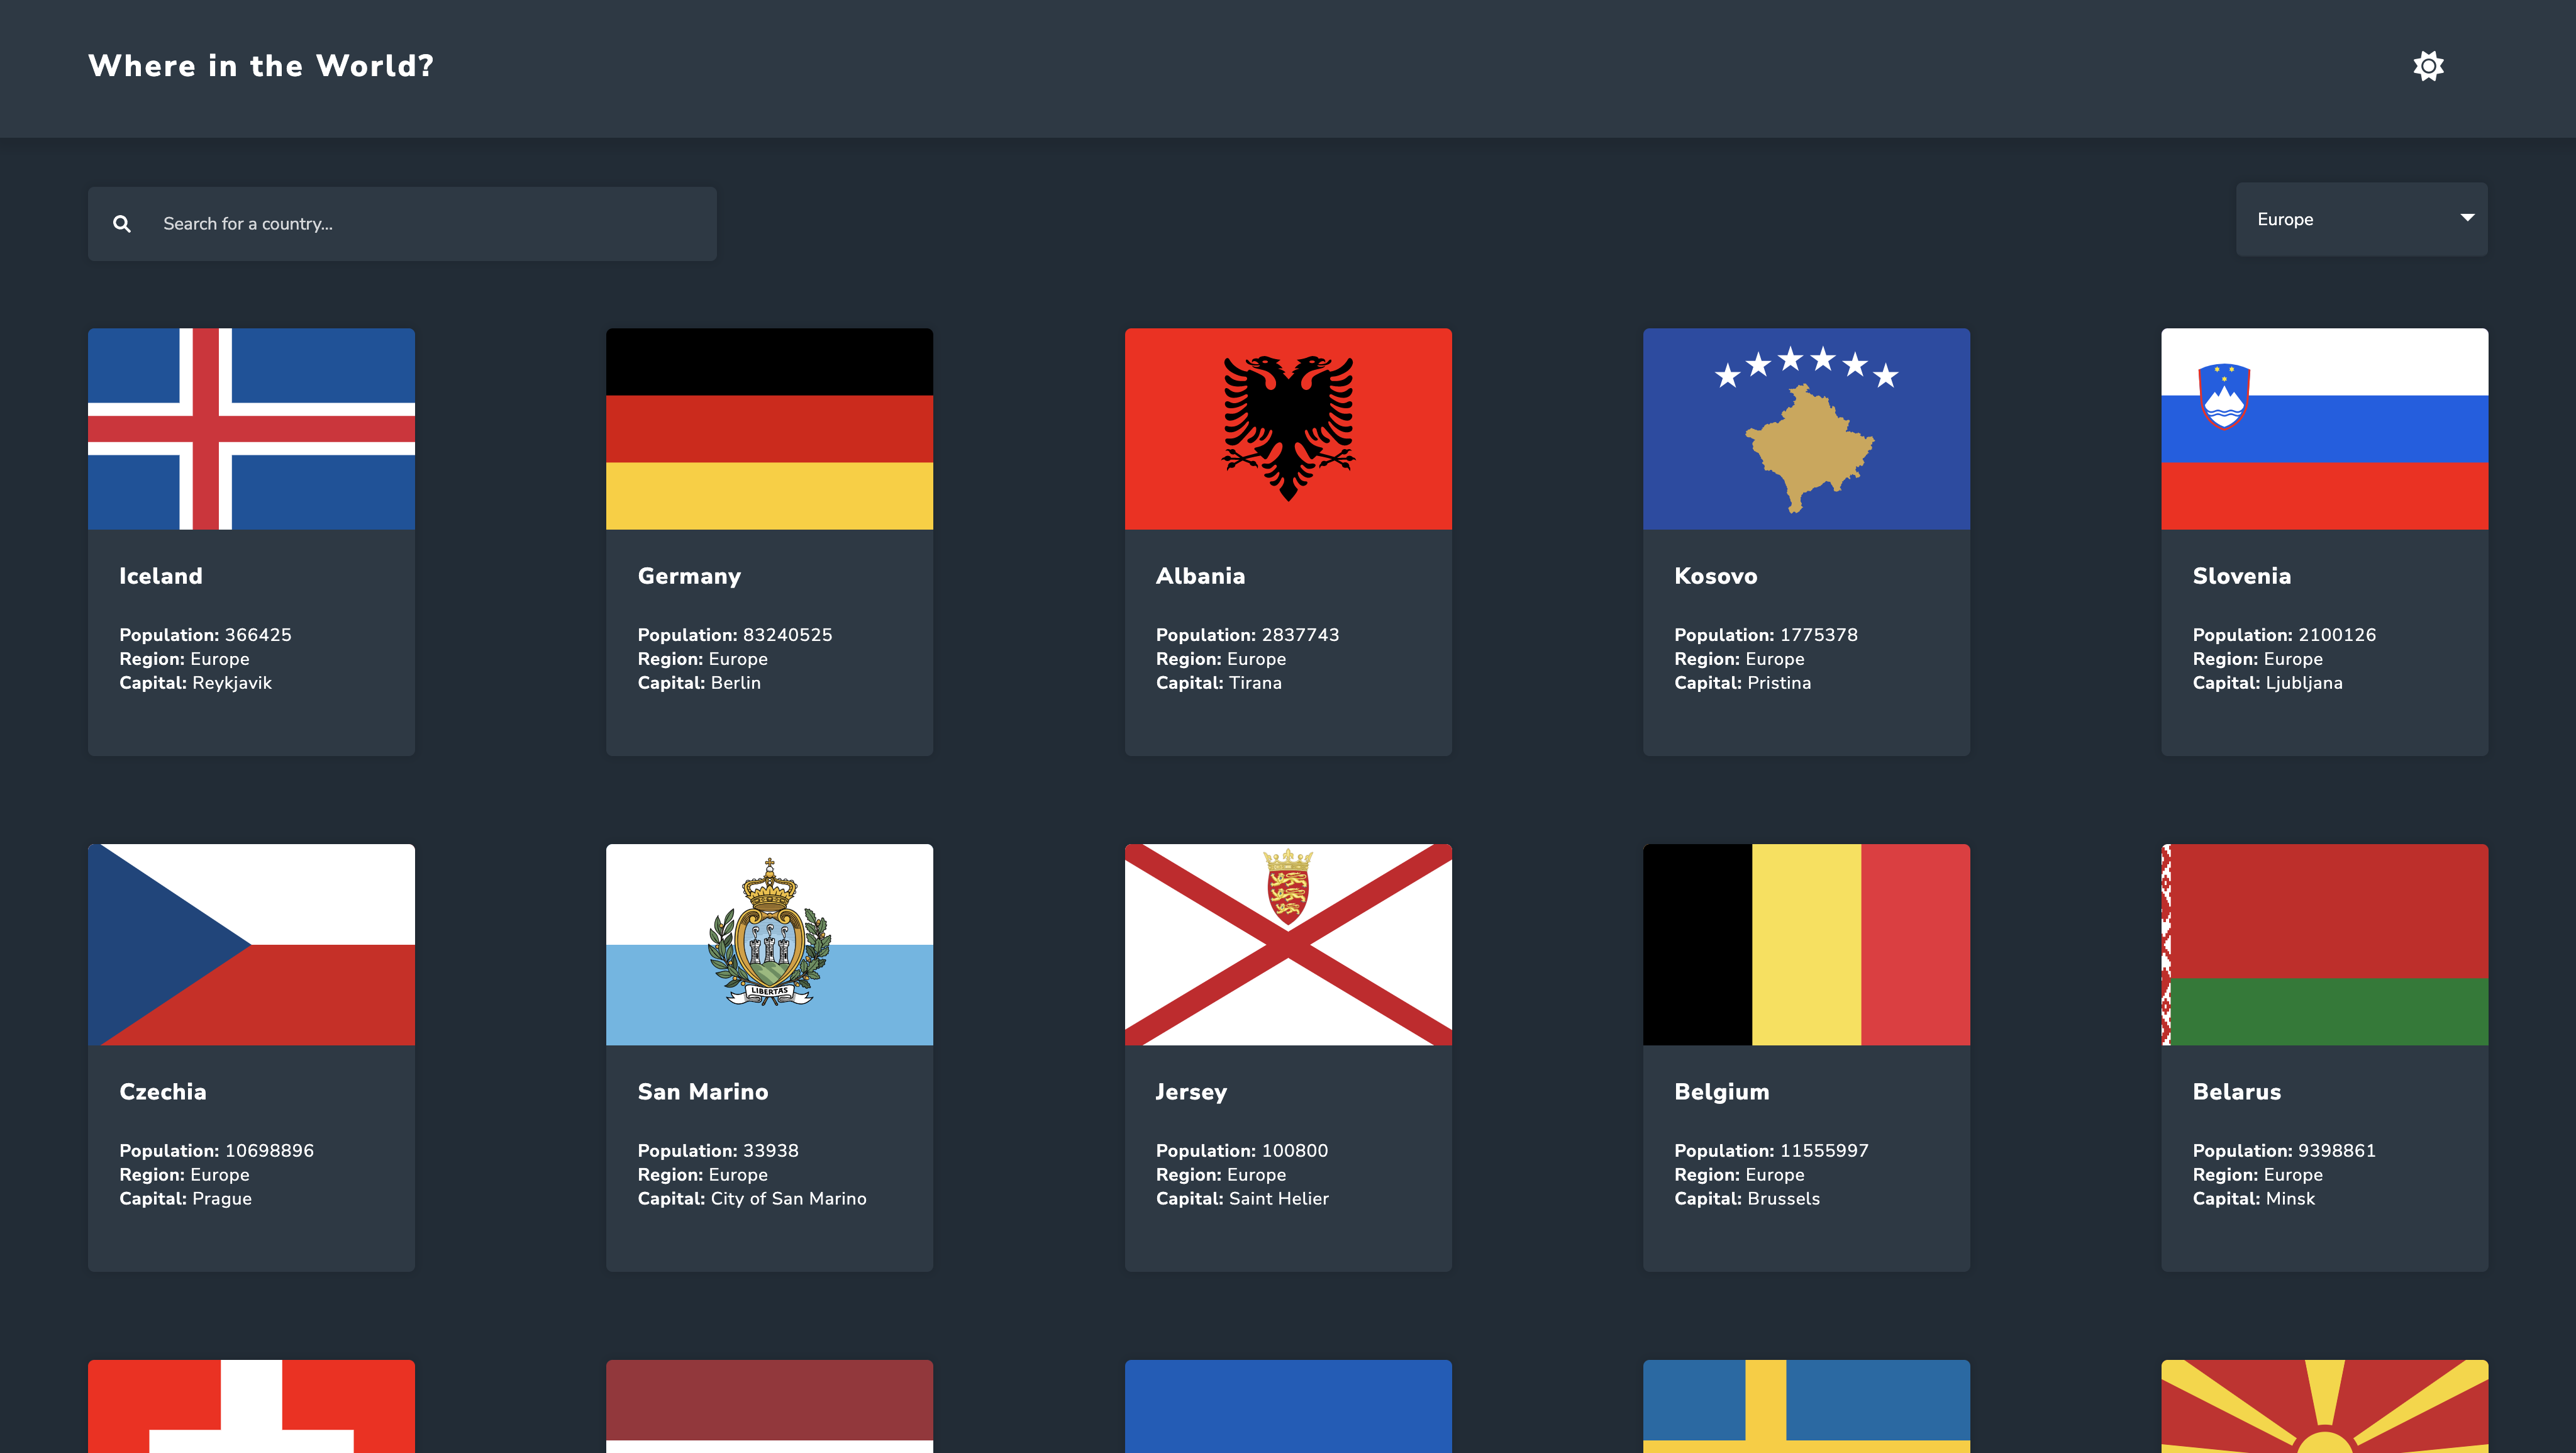 Where in the World?
Search for a country...
Europe
Iceland
Population: 366425
Region: Europe
Capital: Reykjavik
Germany
Population: 83240525
Region: Europe
Capital: Berlin
Albania
Population: 2837743
Region: Europe
Capital: Tirana
Kosovo
Population: 1775378
Region: Europe
Capital: Pristina
Slovenia
Population: 2100126
Region: Europe
Capital: Ljubljana
LIBERTAS
Czechia
Population: 10698896
Region: Europe
Capital: Prague
San Marino
Population: 33938
Region: Europe
Capital: City of San Marino
Jersey
Population: 100800
Region: Europe
Capital: Saint Helier
Belgium
Population: 11555997
Region: Europe
Capital: Brussels
Belarus
Population: 9398861
Region: Europe
Capital: Minsk